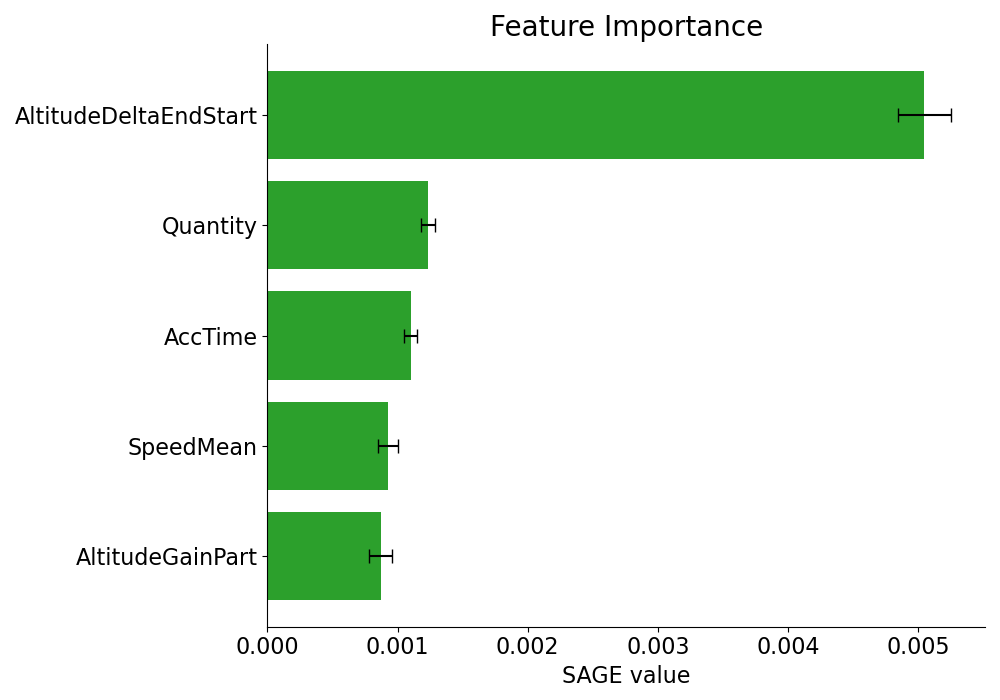 Feature Importance
AltitudeDeltaEndStart
Quantity
AccTime
SpeedMean
AltitudeGainPart
0.000 0.001 0.002 0.003 0.004 0.005
SAGE value